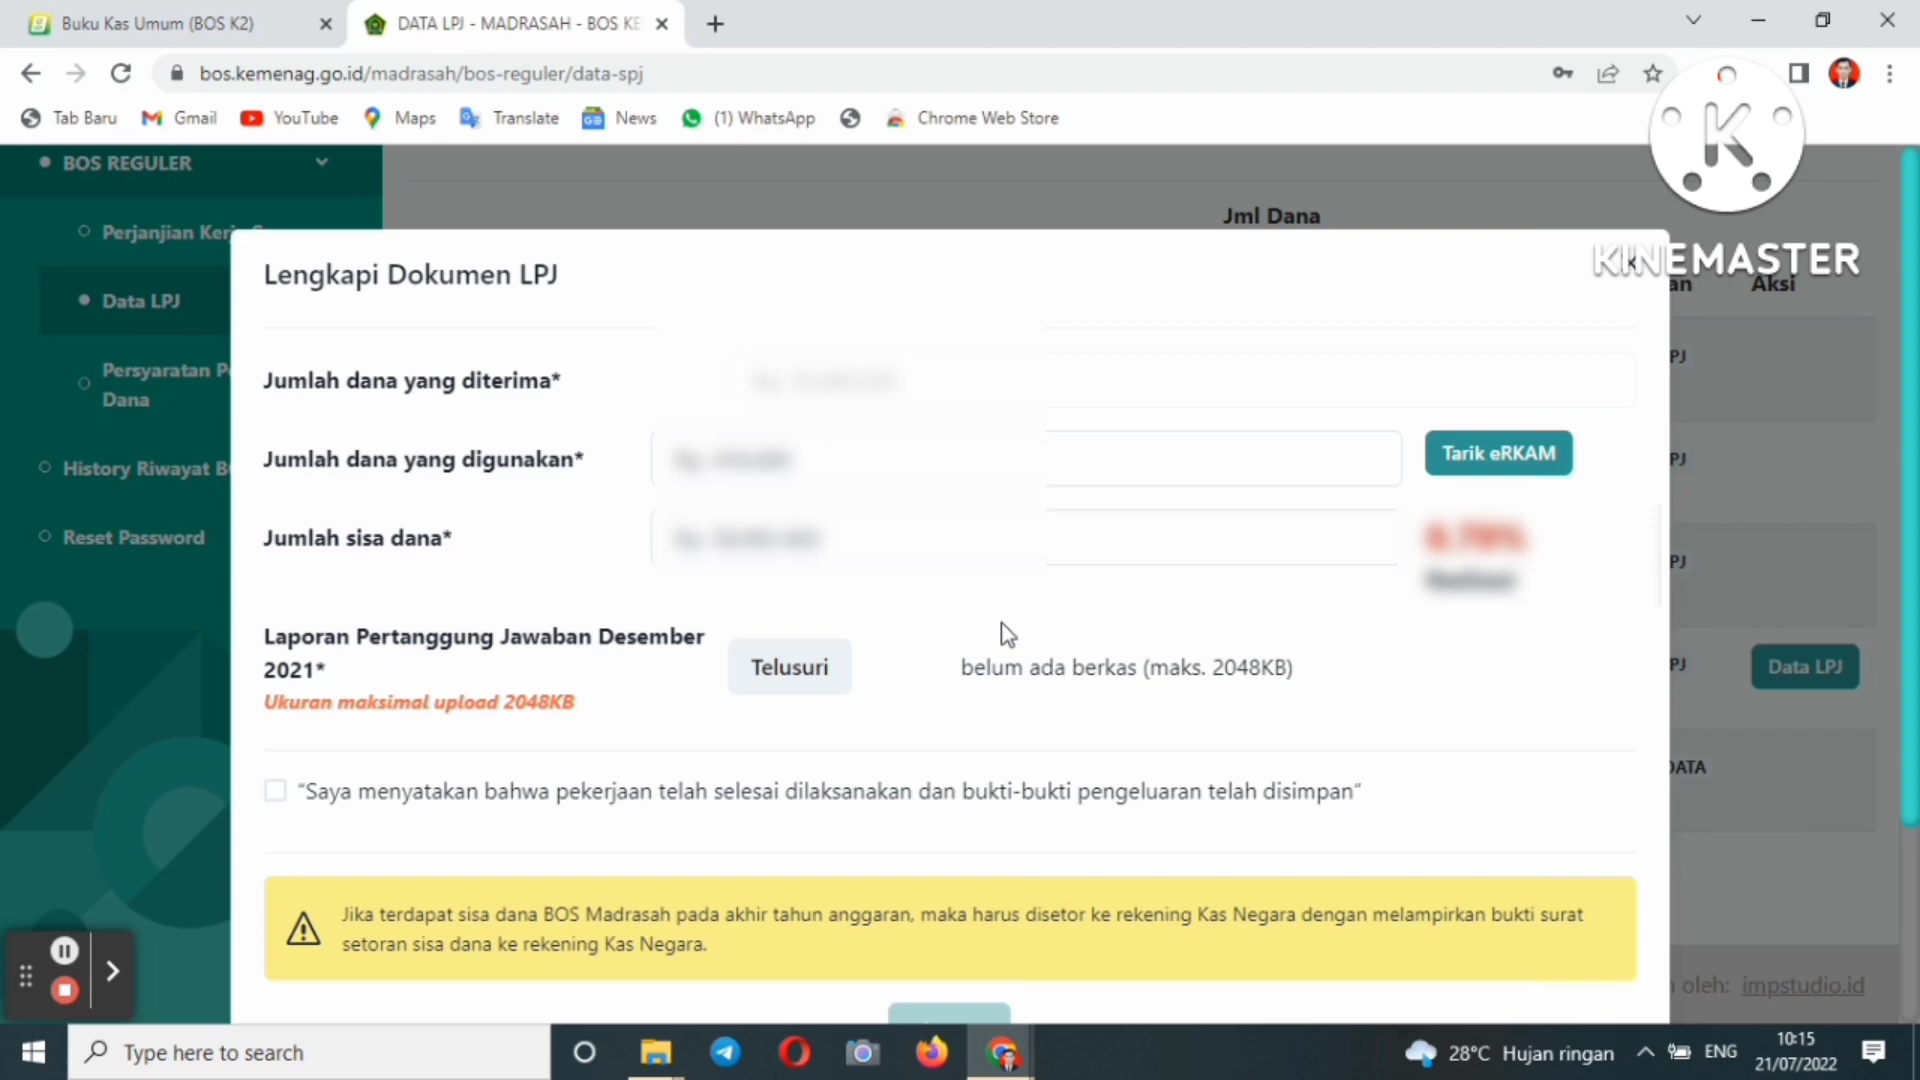 Buku Kas Umum (BOS K2)
DATA LPJ - MADRASAH - BOS KE
bos.kemenag.go.id/madrasah/bos-reguler/data-spj
Tab Baru
Gmail
YouTube
Maps
Translate
News
(1) WhatsApp
Chrome Web Store
K
KINEMASTER
BOS REGULER
Perjanjian Kerj
Data LPJ
Persyaratan P
Dana
History Riwayat B
Reset Password
Jml Dana
an
Aksi
Lengkapi Dokumen LPJ
Jumlah dana yang diterima*
Jumlah dana yang digunakan*
Tarik eRKAM
Jumlah sisa dana*
Laporan Pertanggung Jawaban Desember
2021*
Ukuran maksimal upload 2048KB
Telusuri
belum ada berkas (maks. 2048KB)
PJ
PJ
PJ
PJ
Data LPJ
DATA
"Saya menyatakan bahwa pekerjaan telah selesai dilaksanakan dan bukti-bukti pengeluaran telah disimpan"
Jika terdapat sisa dana BOS Madrasah pada akhir tahun anggaran, maka harus disetor ke rekening Kas Negara dengan melampirkan bukti surat
setoran sisa dana ke rekening Kas Negara.
oleh: impstudio.id
Type here to search
28°C Hujan ringan
ENG
10:15
21/07/2022